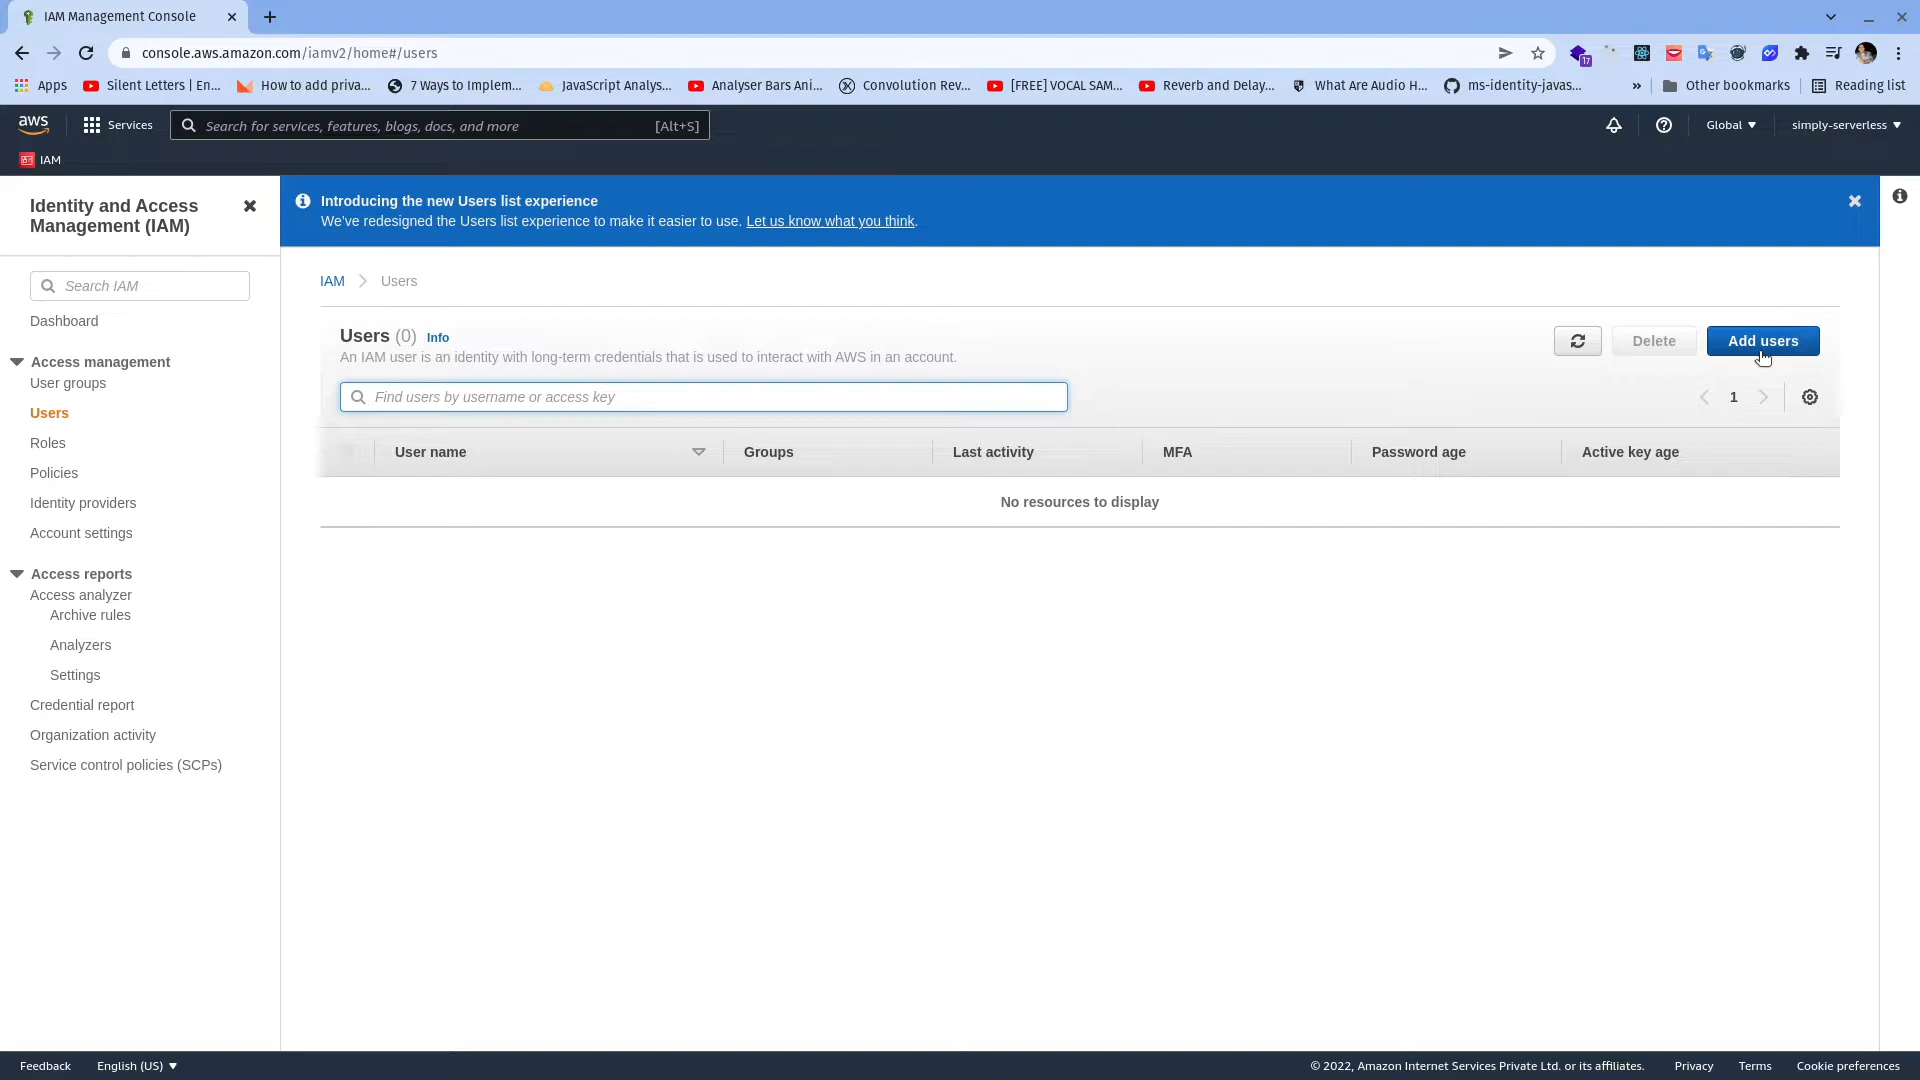 IAM Management Console
console.aws.amazon.com/iamv2/home#/users
17
Apps
Silent Letters | En...
How to add priva...
7 Ways to Implem...
JavaScript Analys...
Analyser Bars Ani...
Convolution Rev...
[FREE] VOCAL SAM...
Reverb and Delay...
What Are Audio H...
ms-identity-javas...
»
Other bookmarks
Reading list
aws
Services
Search for services, features, blogs, docs, and more
[Alt+S]
Global
simply-serverless
IAM
Identity and Access
Management (IAM)
Search IAM
Dashboard
Access management
User groups
Users
Roles
Policies
Identity providers
Account settings
Access reports
Access analyzer
Archive rules
Analyzers
Settings
Credential report
Organization activity
Service control policies (SCPs)
Introducing the new Users list experience
We've redesigned the Users list experience to make it easier to use. Let us know what you think.
IAM
Users
Users (0) Info
An IAM user is an identity with long-term credentials that is used to interact with AWS in an account.
Delete
Add users
Find users by username or access key
1
User name
Groups
Last activity
MFA
Password age
Active key age
No resources to display
Feedback
English (US)
© 2022, Amazon Internet Services Private Ltd. or its affiliates.
Privacy
Terms
Cookie preferences